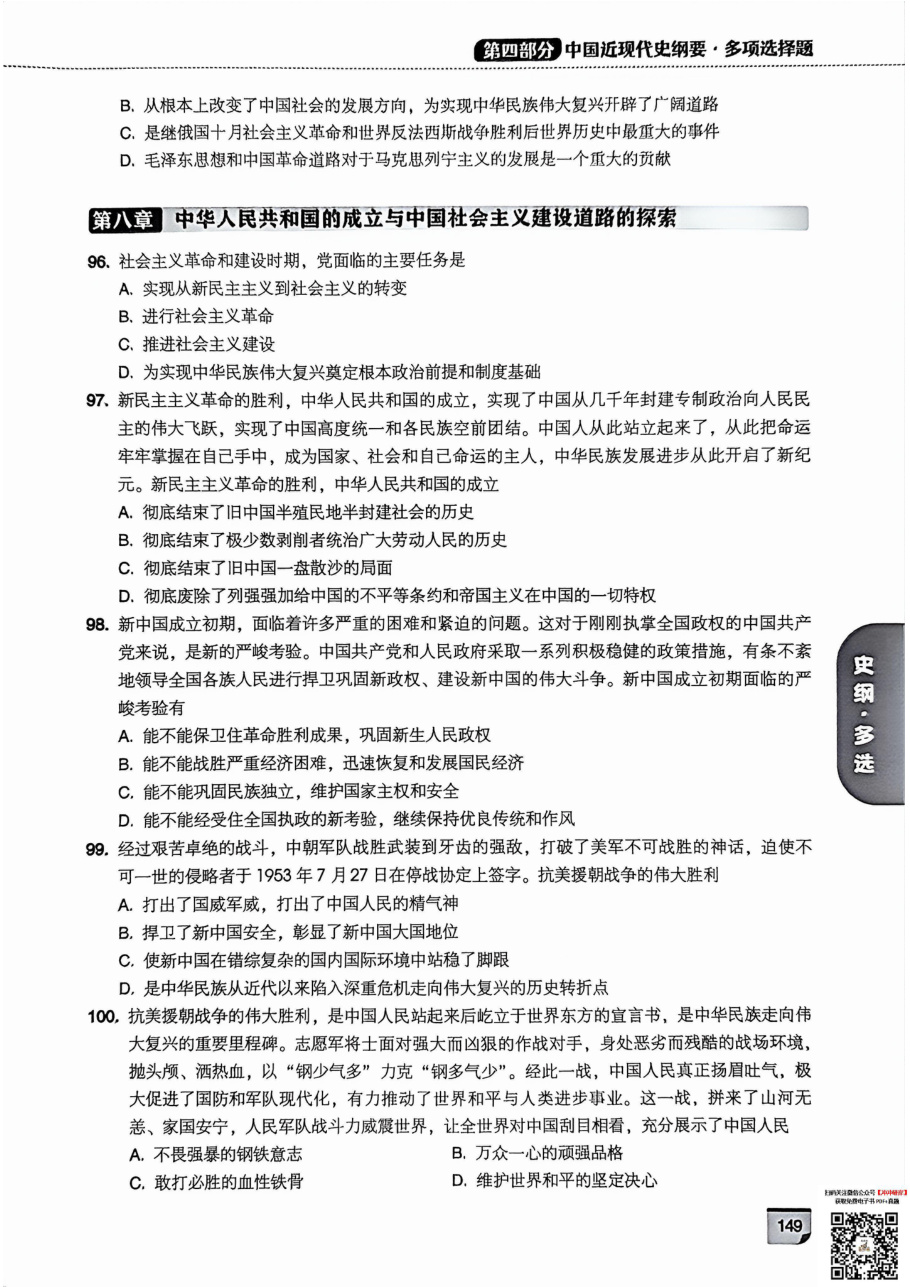 第四部分 中国近现代史纲要·多项选择题
B. 从根本上改变了中国社会的发展方向，为实现中华民族伟大复兴开辟了广阔道路
C. 是继俄国十月社会主义革命和世界反法西斯战争胜利后世界历史中最重大的事件
D. 毛泽东思想和中国革命道路对于马克思列宁主义的发展是一个重大的贡献
第八章 中华人民共和国的成立与中国社会主义建设道路的探索
96. 社会主义革命和建设时期，党面临的主要任务是
A. 实现从新民主主义到社会主义的转变
B. 进行社会主义革命
C. 推进社会主义建设
D. 为实现中华民族伟大复兴奠定根本政治前提和制度基础
97. 新民主主义革命的胜利，中华人民共和国的成立，实现了中国从几千年封建专制政治向人民民
主的伟大飞跃，实现了中国高度统一和各民族空前团结。中国人从此站立起来了，从此把命运
牢牢掌握在自己手中，成为国家、社会和自己命运的主人，中华民族发展进步从此开启了新纪
元。新民主主义革命的胜利，中华人民共和国的成立
A. 彻底结束了旧中国半殖民地半封建社会的历史
B. 彻底结束了极少数剥削者统治广大劳动人民的历史
C. 彻底结束了旧中国一盘散沙的局面
D. 彻底废除了列强强加给中国的不平等条约和帝国主义在中国的一切特权
98. 新中国成立初期，面临着许多严重的困难和紧迫的问题。这对于刚刚执掌全国政权的中国共产
党来说，是新的严峻考验。中国共产党和人民政府采取一系列积极稳健的政策措施，有条不紊
地领导全国各族人民进行捍卫巩固新政权、建设新中国的伟大斗争。新中国成立初期面临的严
峻考验有
A. 能不能保卫住革命胜利成果，巩固新生人民政权
B. 能不能战胜严重经济困难，迅速恢复和发展国民经济
C. 能不能巩固民族独立，维护国家主权和安全
D. 能不能经受住全国执政的新考验，继续保持优良传统和作风
99. 经过艰苦卓绝的战斗，中朝军队战胜武装到牙齿的强敌，打破了美军不可战胜的神话，迫使不
可一世的侵略者于 1953 年 7 月 27 日在停战协定上签字。抗美援朝战争的伟大胜利
A. 打出了国威军威，打出了中国人民的精气神
B. 捍卫了新中国安全，彰显了新中国大国地位
C. 使新中国在错综复杂的国内国际环境中站稳了脚跟
D. 是中华民族从近代以来陷入深重危机走向伟大复兴的历史转折点
100. 抗美援朝战争的伟大胜利，是中国人民站起来后屹立于世界东方的宣言书，是中华民族走向伟
大复兴的重要里程碑。志愿军将士面对强大而凶狠的作战对手，身处恶劣而残酷的战场环境，
抛头颅、洒热血，以“钢少气多”力克“钢多气少”。经此一战，中国人民真正扬眉吐气，极
大促进了国防和军队现代化，有力推动了世界和平与人类进步事业。这一战，拼来了山河无
恙、家国安宁，人民军队战斗力威震世界，让全世界对中国刮目相看，充分展示了中国人民
A. 不畏强暴的钢铁意志 B. 万众一心的顽强品格
C. 敢打必胜的血性铁骨 D. 维护世界和平的坚定决心
史纲·多选
扫码关注微信公众号【冲冲研资】
获取免费电子书PDF+真题
149